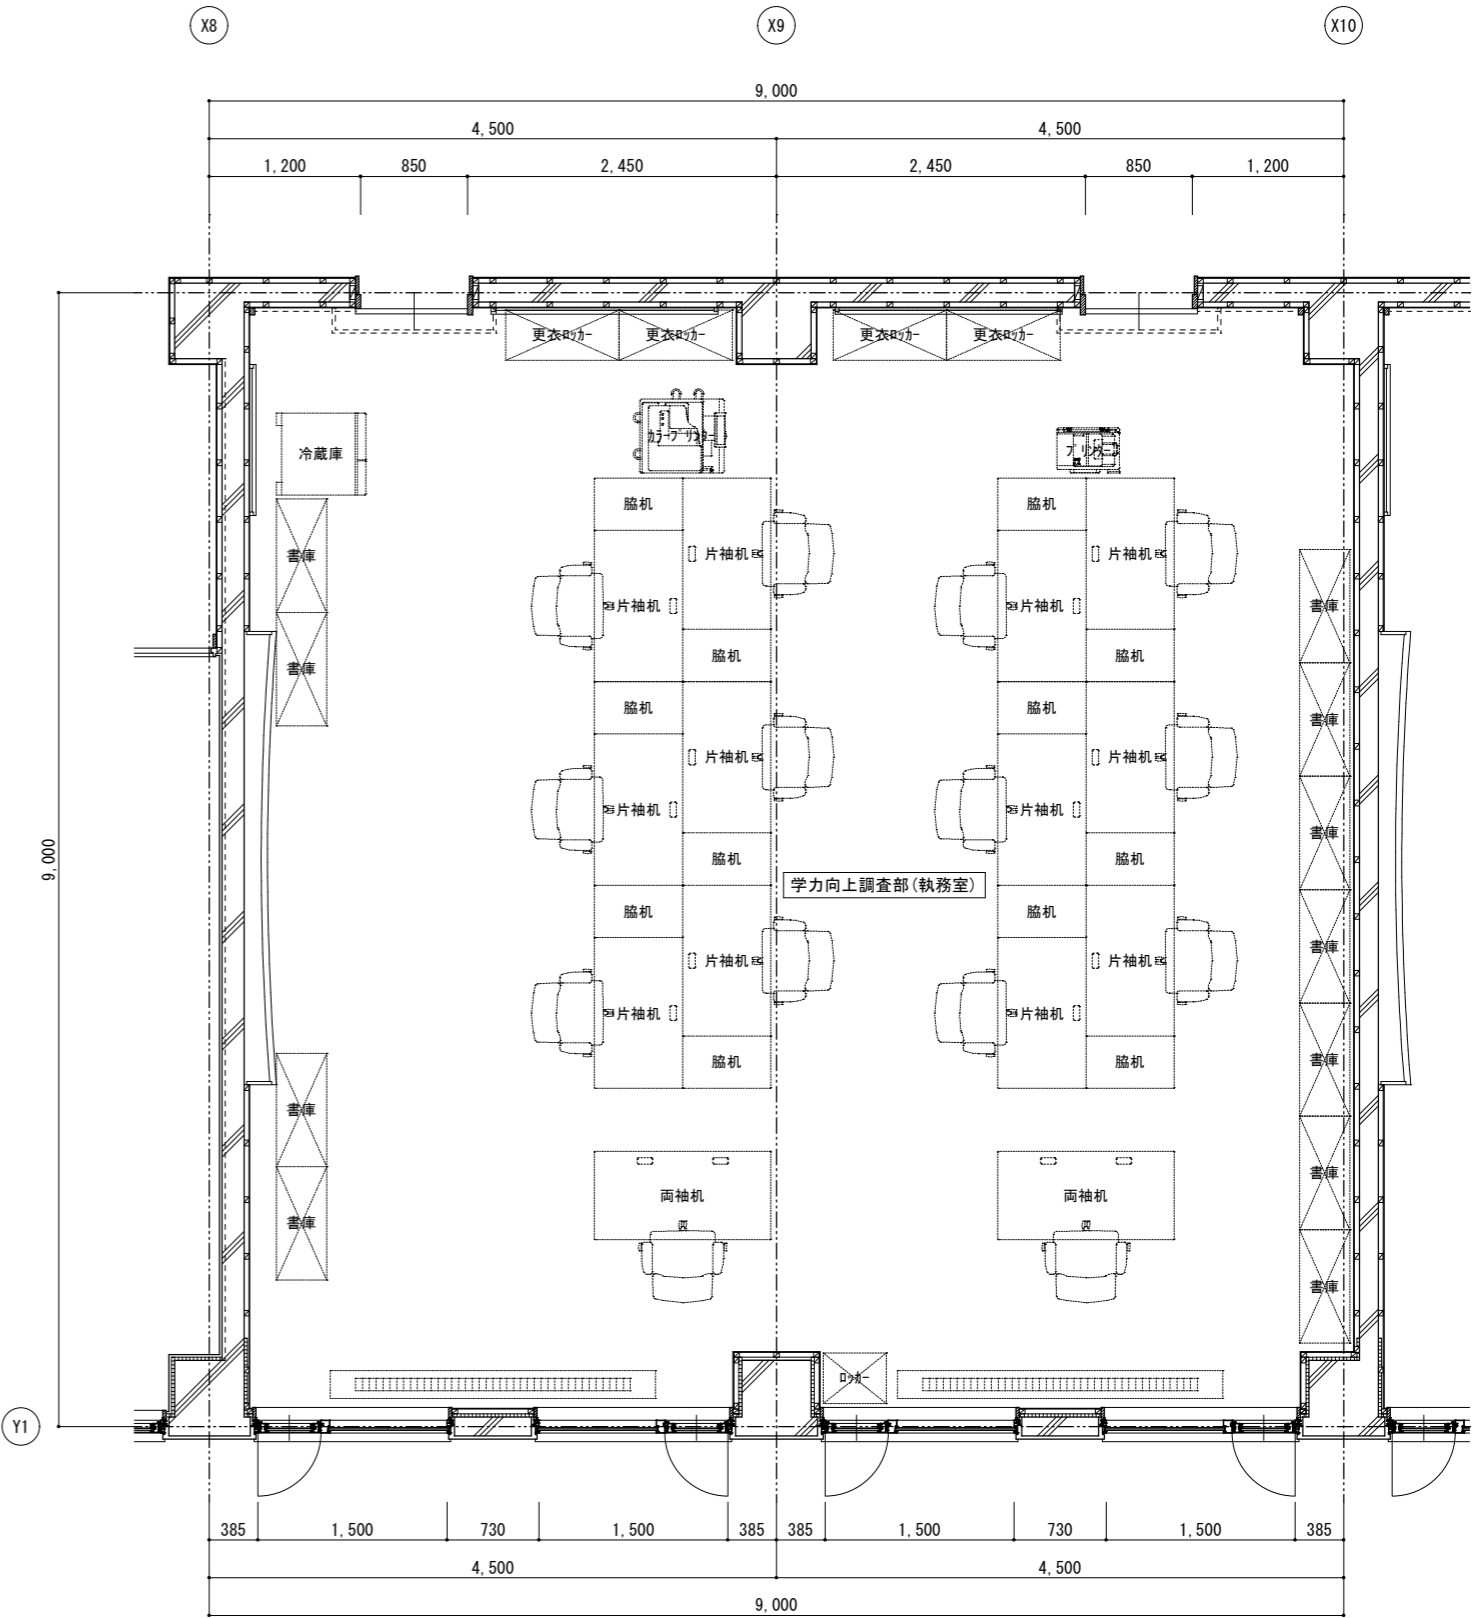 X8
X9
X10
9,000
4,500
4,500
1,200
850
2,450
2,450
850
1,200
更衣ロッカー
更衣ロッカー
更衣ロッカー
更衣ロッカー
カラープリンター
プリンター
冷蔵庫
脇机
脇机
書庫
片袖机
片袖机
片袖机
片袖机
書庫
書庫
脇机
脇机
脇机
脇机
書庫
片袖机
片袖机
片袖机
片袖机
書庫
9,000
脇机
脇机
学力向上調査部(執務室)
脇机
脇机
書庫
片袖机
片袖机
片袖机
片袖机
書庫
脇机
脇机
書庫
書庫
両袖机
両袖机
書庫
書庫
ロッカー
Y1
385
1,500
730
1,500
385
385
1,500
730
1,500
385
4,500
4,500
9,000